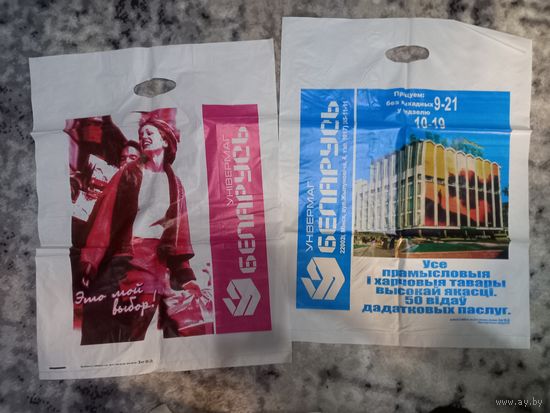 УНІВЕРМАГ
БЕЛАРУСЬ
Это мой
выбор.
Працуем:
без выхадных 9-21
У нядзелю
10-19
УНІВЕРМАГ
БЕЛАРУСЬ
Усе
прамысловыя
і харчовыя тавары
высокай якасці.
50 відаў
дадатковых паслуг.
www.ay.by